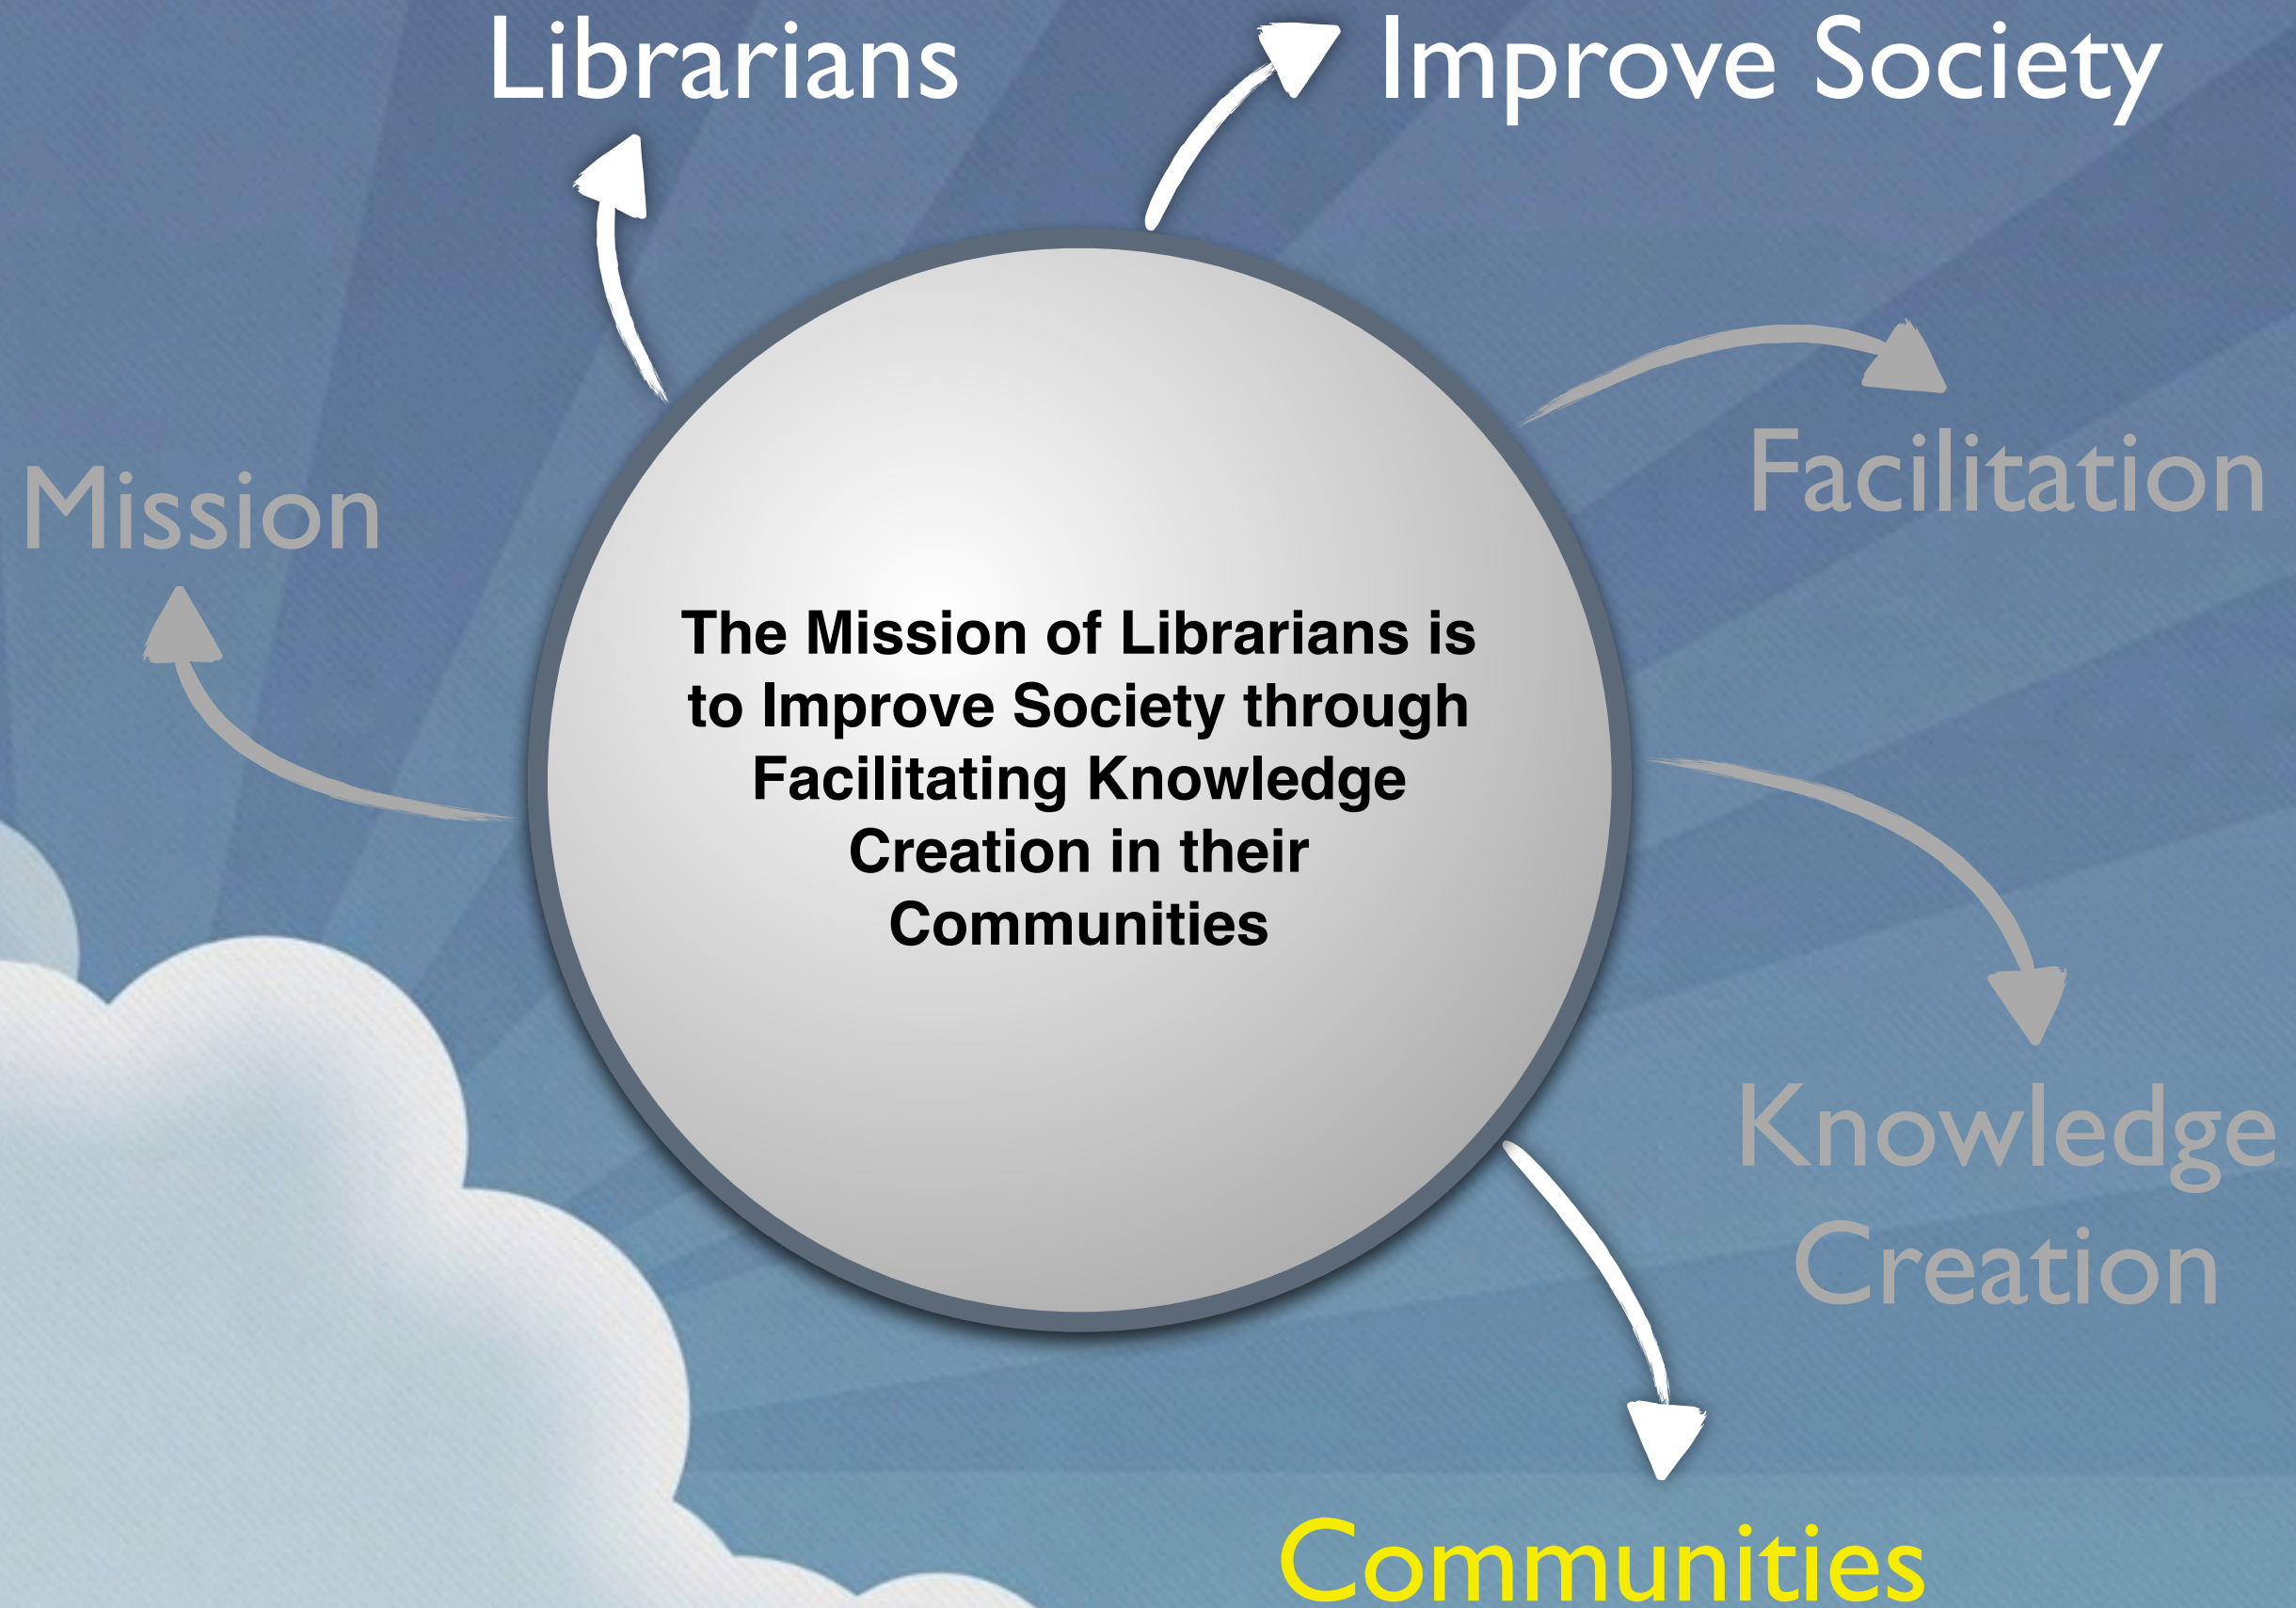 Librarians
Improve Society
Facilitation
Mission
The Mission of Librarians is
to Improve Society through
Facilitating Knowledge
Creation in their
Communities
Knowledge
Creation
Communities